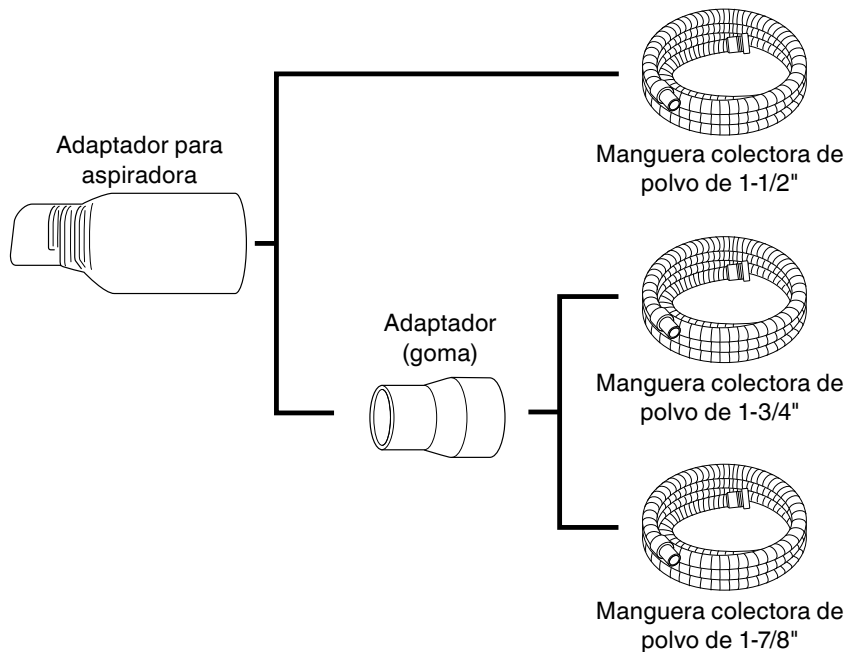 Adaptador para
aspiradora
Manguera colectora de
polvo de 1-1/2"
Adaptador
(goma)
Manguera colectora de
polvo de 1-3/4"
Manguera colectora de
polvo de 1-7/8"